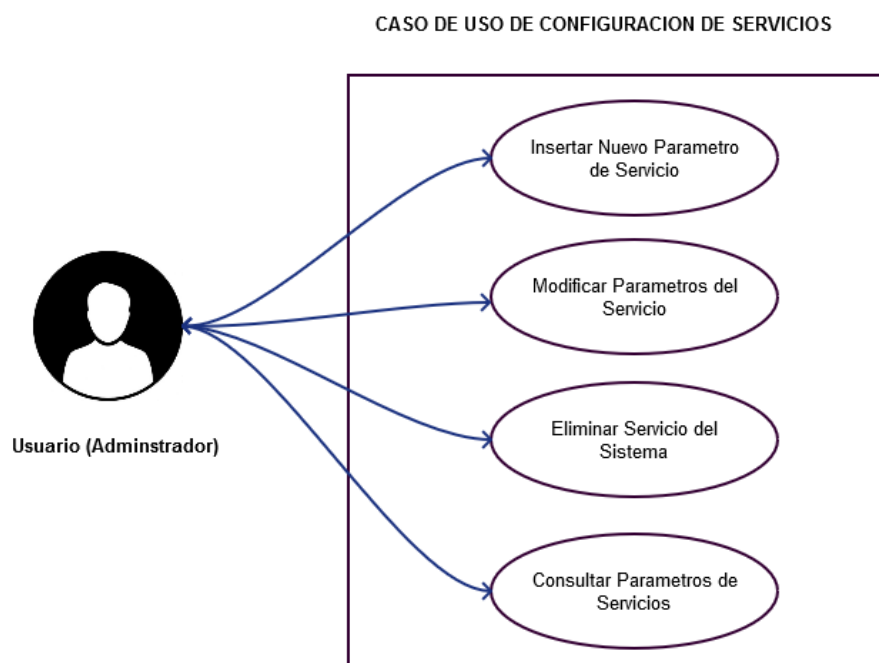 CASO DE USO DE CONFIGURACION DE SERVICIOS
Insertar Nuevo Parametro
de Servicio
Modificar Parametros del
Servicio
Eliminar Servicio del
Sistema
Usuario (Adminstrador)
Consultar Parametros de
Servicios